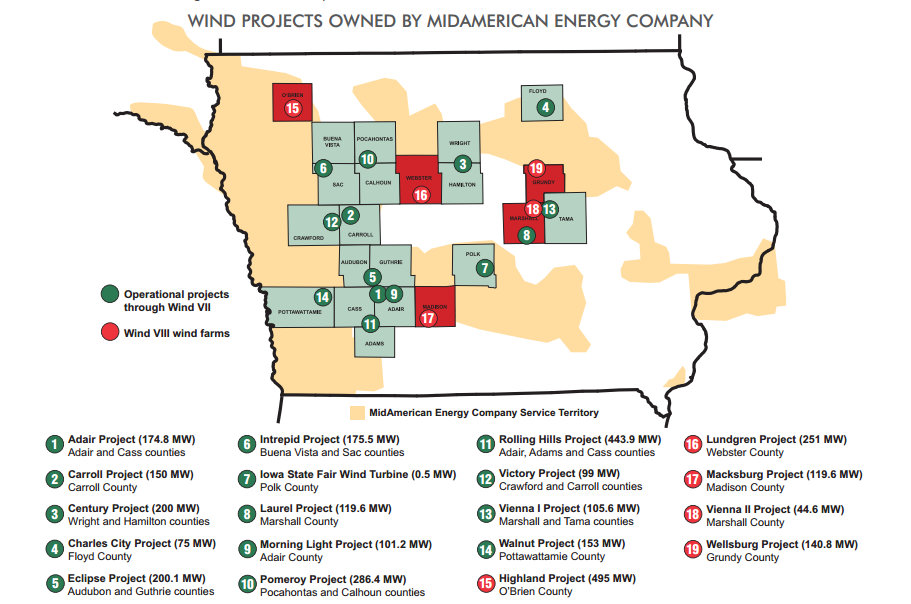 WIND PROJECTS OWNED BY MIDAMERICAN ENERGY COMPANY
O'BRIEN
15
FLOYD
4
BUENA
VISTA
POCAHONTAS
WRIGHT
6
10
3
19
SAC
CALHOUN
WEBSTER
HAMILTON
GRUNDY
16
12
2
18
13
MARSHALL
TAMA
CRAWFORD
CARROLL
8
AUDUBON
GUTHRIE
POLK
5
7
14
1
9
POTTAWATTAMIE
CASS
ADAIR
MADISON
11
17
ADAMS
Operational projects
through Wind VII
Wind VIII wind farms
MidAmerican Energy Company Service Territory
1
Adair Project (174.8 MW)
Adair and Cass counties
2
Carroll Project (150 MW)
Carroll County
3
Century Project (200 MW)
Wright and Hamilton counties
4
Charles City Project (75 MW)
Floyd County
5
Eclipse Project (200.1 MW)
Audubon and Guthrie counties
6
Intrepid Project (175.5 MW)
Buena Vista and Sac counties
7
Iowa State Fair Wind Turbine (0.5 MW)
Polk County
8
Laurel Project (119.6 MW)
Marshall County
9
Morning Light Project (101.2 MW)
Adair County
10
Pomeroy Project (286.4 MW)
Pocahontas and Calhoun counties
11
Rolling Hills Project (443.9 MW)
Adair, Adams and Cass counties
12
Victory Project (99 MW)
Crawford and Carroll counties
13
Vienna I Project (105.6 MW)
Marshall and Tama counties
14
Walnut Project (153 MW)
Pottawattamie County
15
Highland Project (495 MW)
O'Brien County
16
Lundgren Project (251 MW)
Webster County
17
Macksburg Project (119.6 MW)
Madison County
18
Vienna II Project (44.6 MW)
Marshall County
19
Wellsburg Project (140.8 MW)
Grundy County